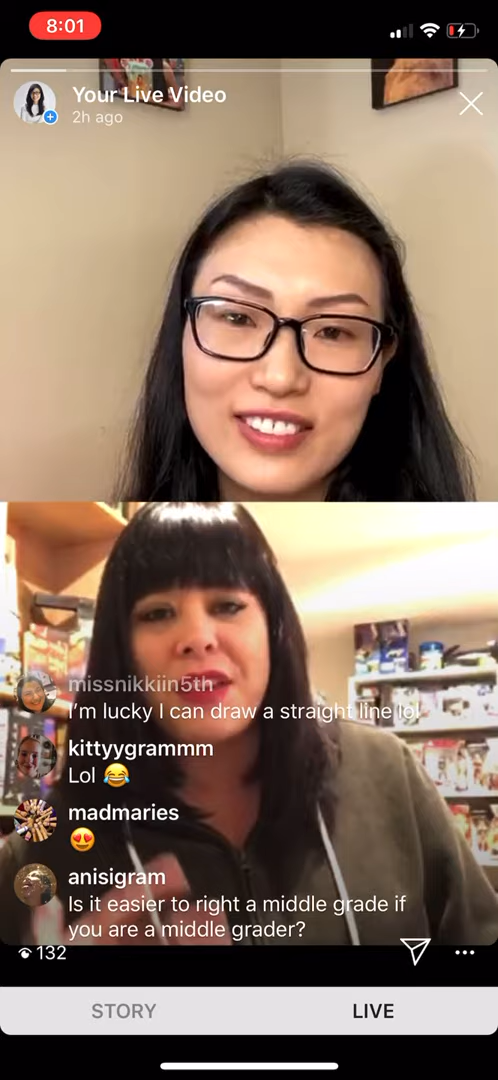 8:01
Your Live Video
2h ago
missnikkiin5th
I'm lucky I can draw a straight line lol
kittyygrammm
Lol 😂
madmaries
😍
anisigram
Is it easier to right a middle grade if
you are a middle grader?
132
STORY
LIVE